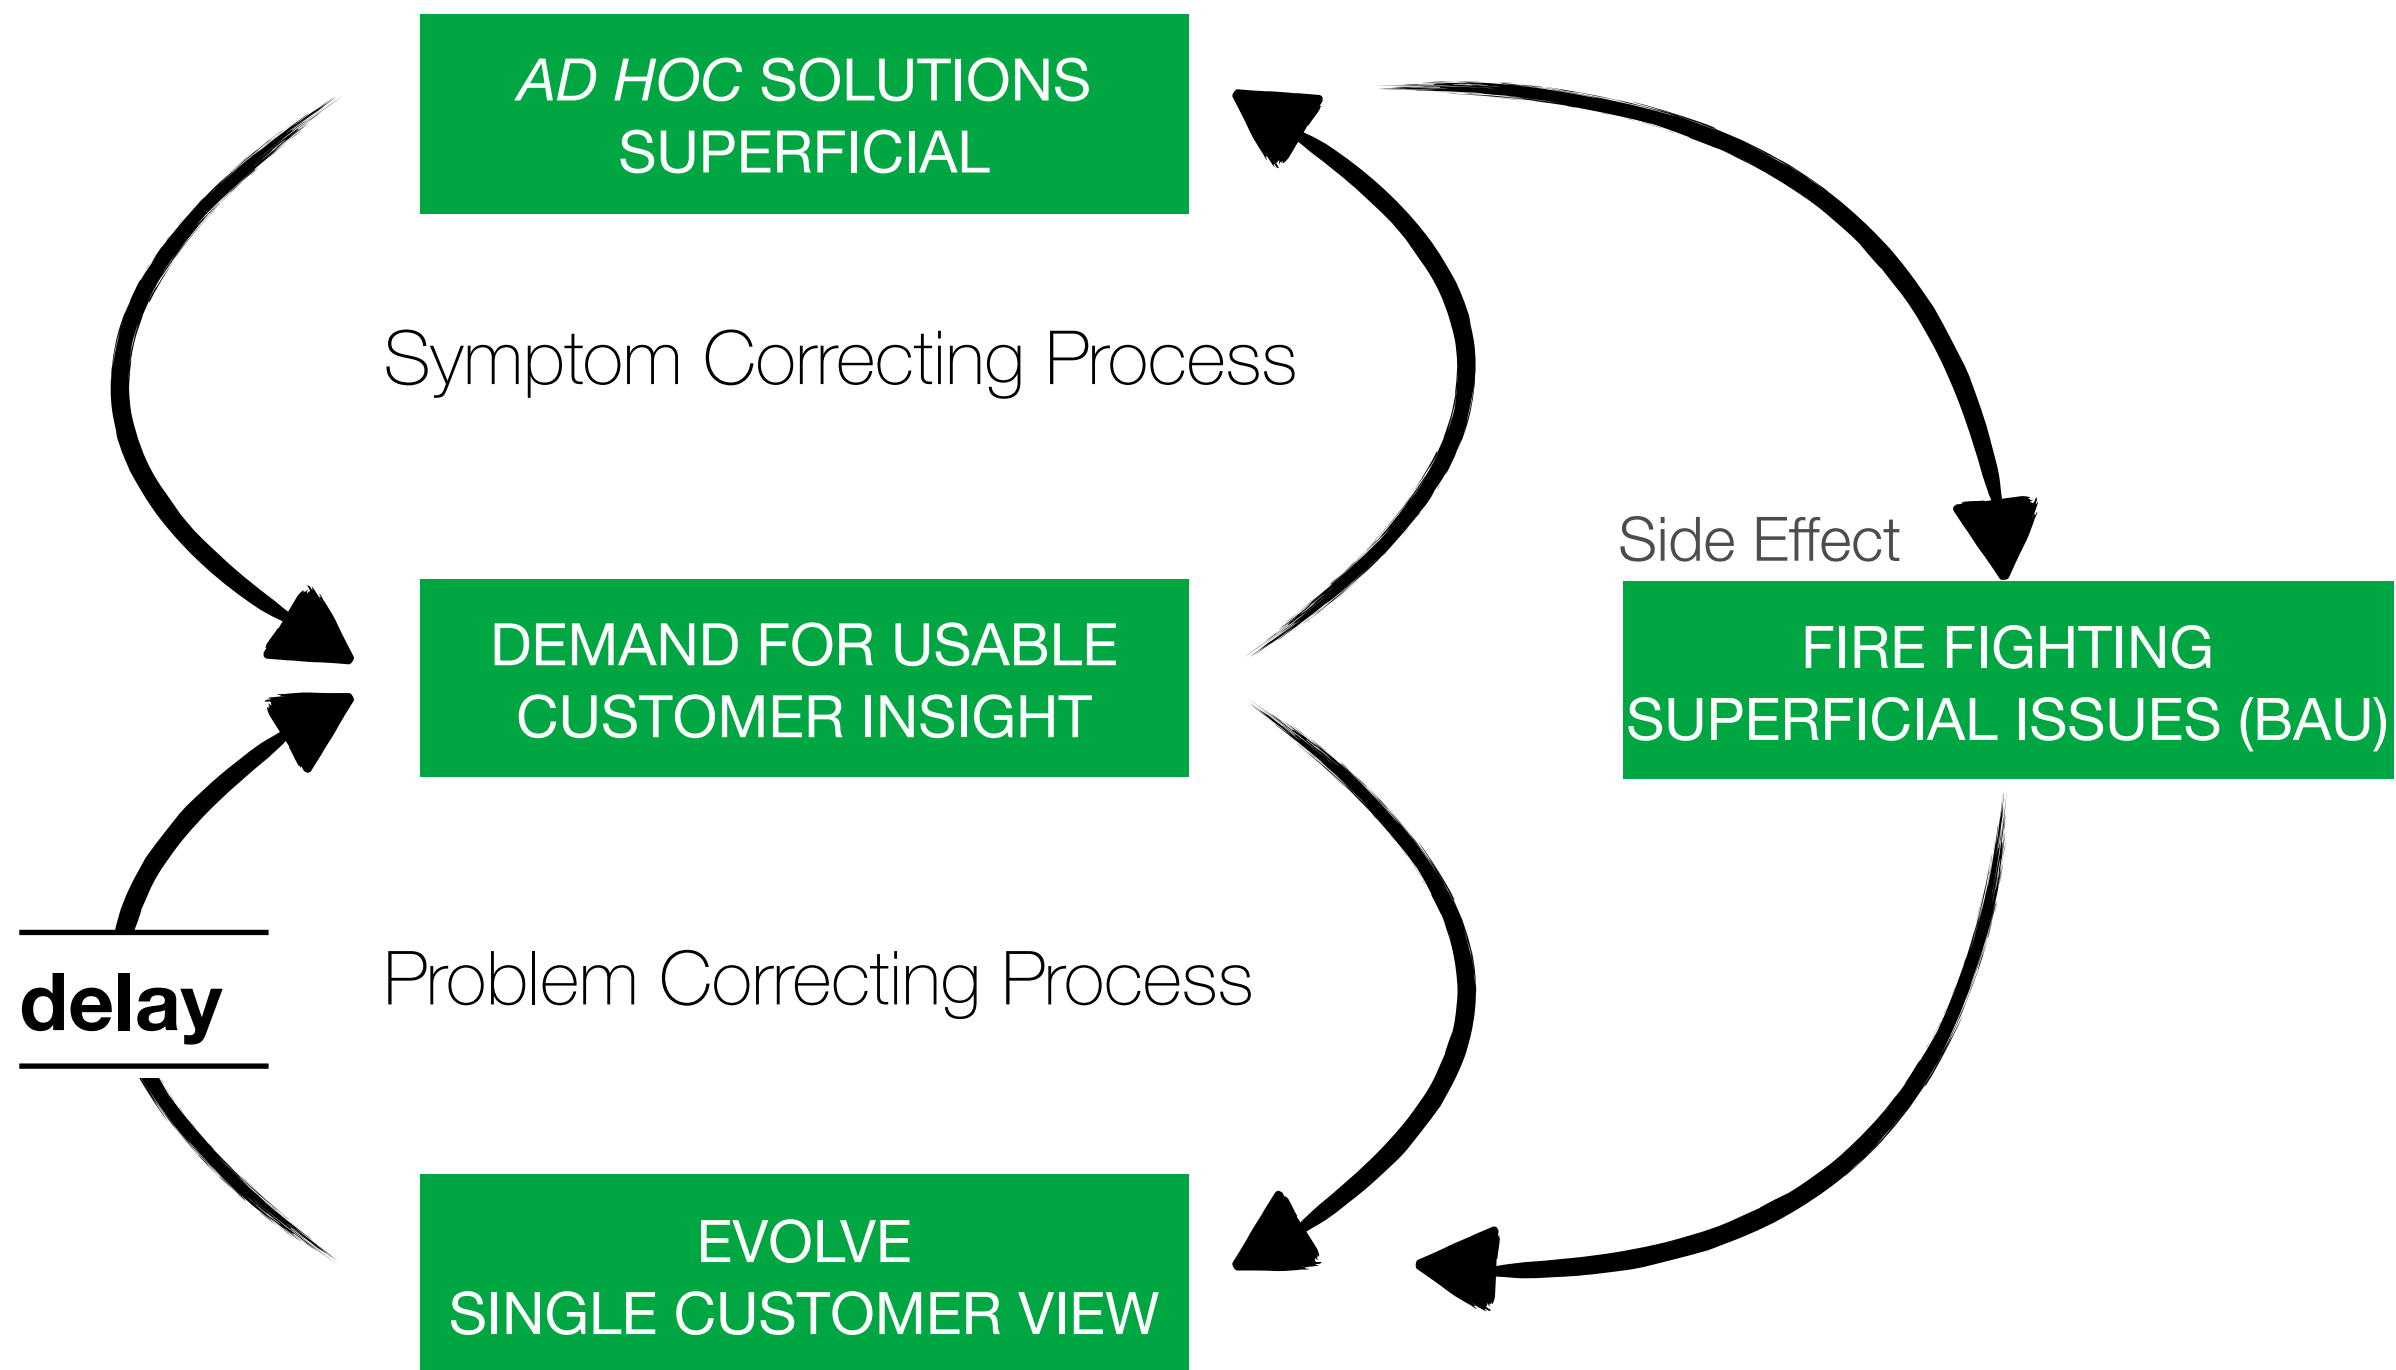 AD HOC SOLUTIONS
SUPERFICIAL
Symptom Correcting Process
Side Effect
DEMAND FOR USABLE
CUSTOMER INSIGHT
FIRE FIGHTING
SUPERFICIAL ISSUES (BAU)
delay
Problem Correcting Process
EVOLVE
SINGLE CUSTOMER VIEW